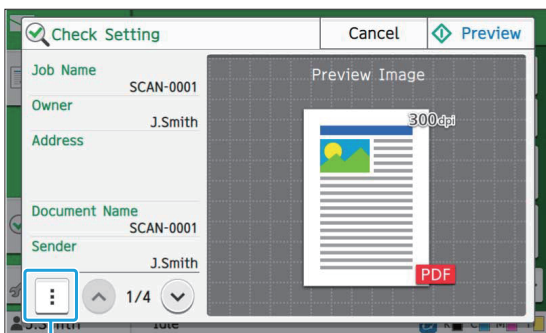 Check Setting
Cancel
Preview
Job Name
SCAN-0001
Owner
J.Smith
Address
Document Name
SCAN-0001
Sender
J.Smith
1/4
Preview Image
300dpi
PDF
J.Smith
Idle
K C M Y